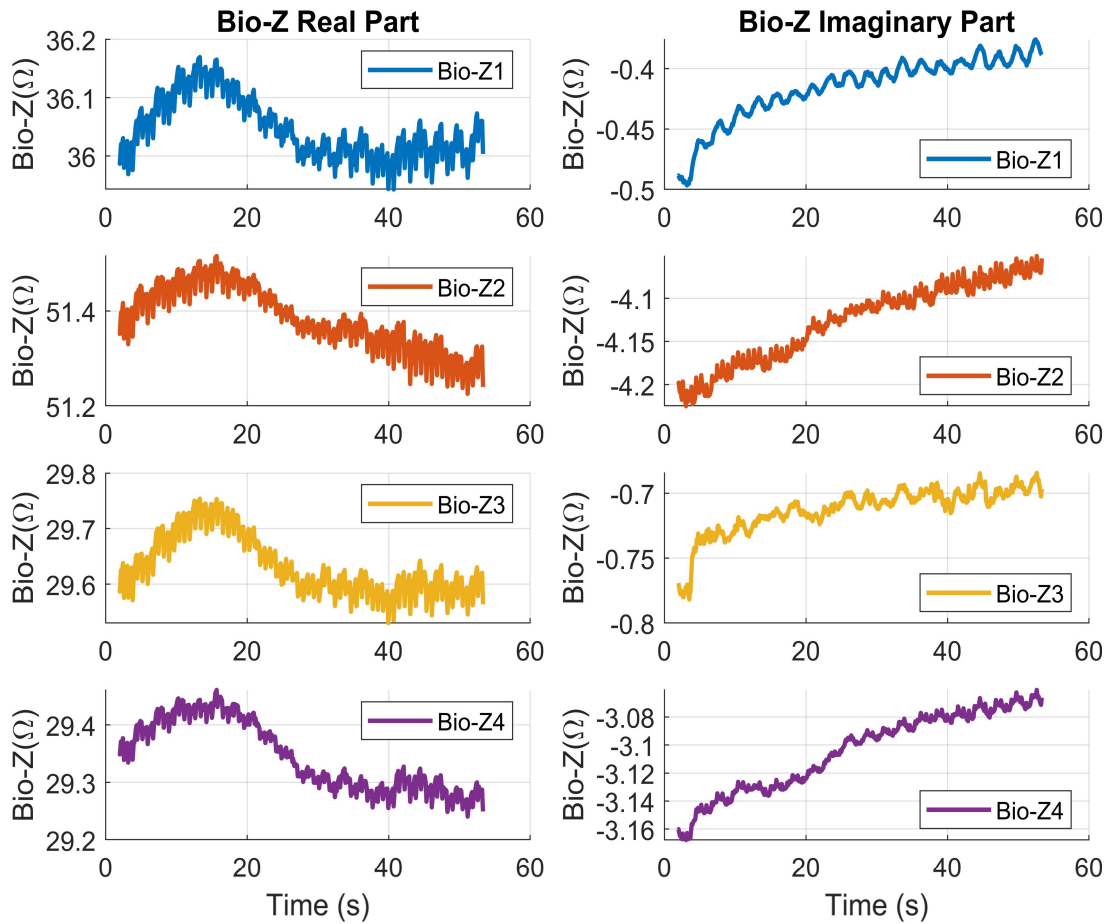 Bio-Z Real Part
Bio-Z(Ω)
36.2
36.1
36
Bio-Z1
0 20 40 60
Bio-Z Imaginary Part
Bio-Z(Ω)
-0.4
-0.45
-0.5
Bio-Z1
0 20 40 60
Bio-Z(Ω)
51.4
51.2
Bio-Z2
0 20 40 60
Bio-Z(Ω)
-4.1
-4.15
-4.2
Bio-Z2
0 20 40 60
Bio-Z(Ω)
29.8
29.7
29.6
Bio-Z3
0 20 40 60
Bio-Z(Ω)
-0.7
-0.75
-0.8
Bio-Z3
0 20 40 60
Bio-Z(Ω)
29.4
29.3
29.2
Bio-Z4
0 20 40 60
Time (s)
Bio-Z(Ω)
-3.08
-3.1
-3.12
-3.14
-3.16
Bio-Z4
0 20 40 60
Time (s)